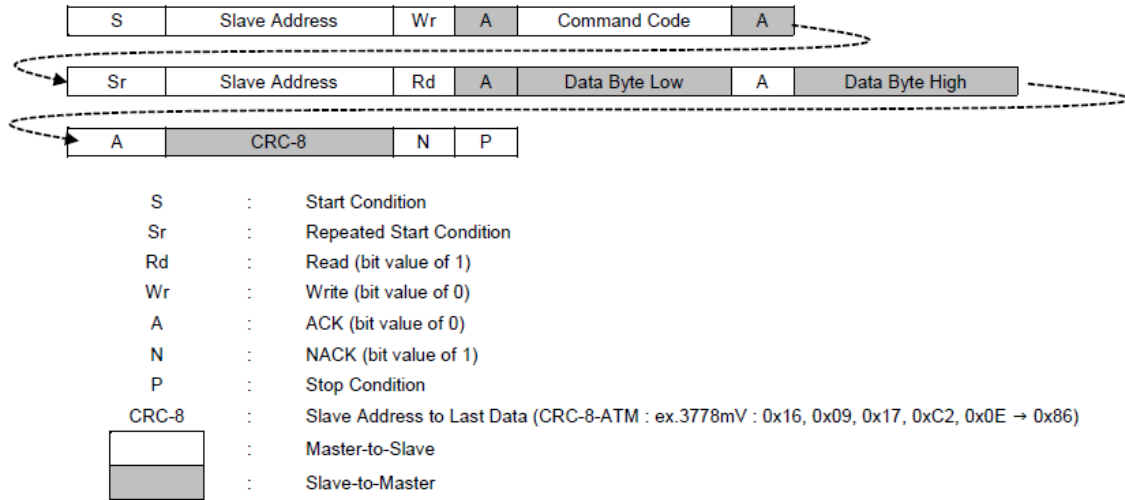 S Slave Address Wr A Command Code A
Sr Slave Address Rd A Data Byte Low A Data Byte High
A CRC-8 N P
S : Start Condition
Sr : Repeated Start Condition
Rd : Read (bit value of 1)
Wr : Write (bit value of 0)
A : ACK (bit value of 0)
N : NACK (bit value of 1)
P : Stop Condition
CRC-8 : Slave Address to Last Data (CRC-8-ATM : ex.3778mV : 0x16, 0x09, 0x17, 0xC2, 0x0E → 0x86)
: Master-to-Slave
: Slave-to-Master